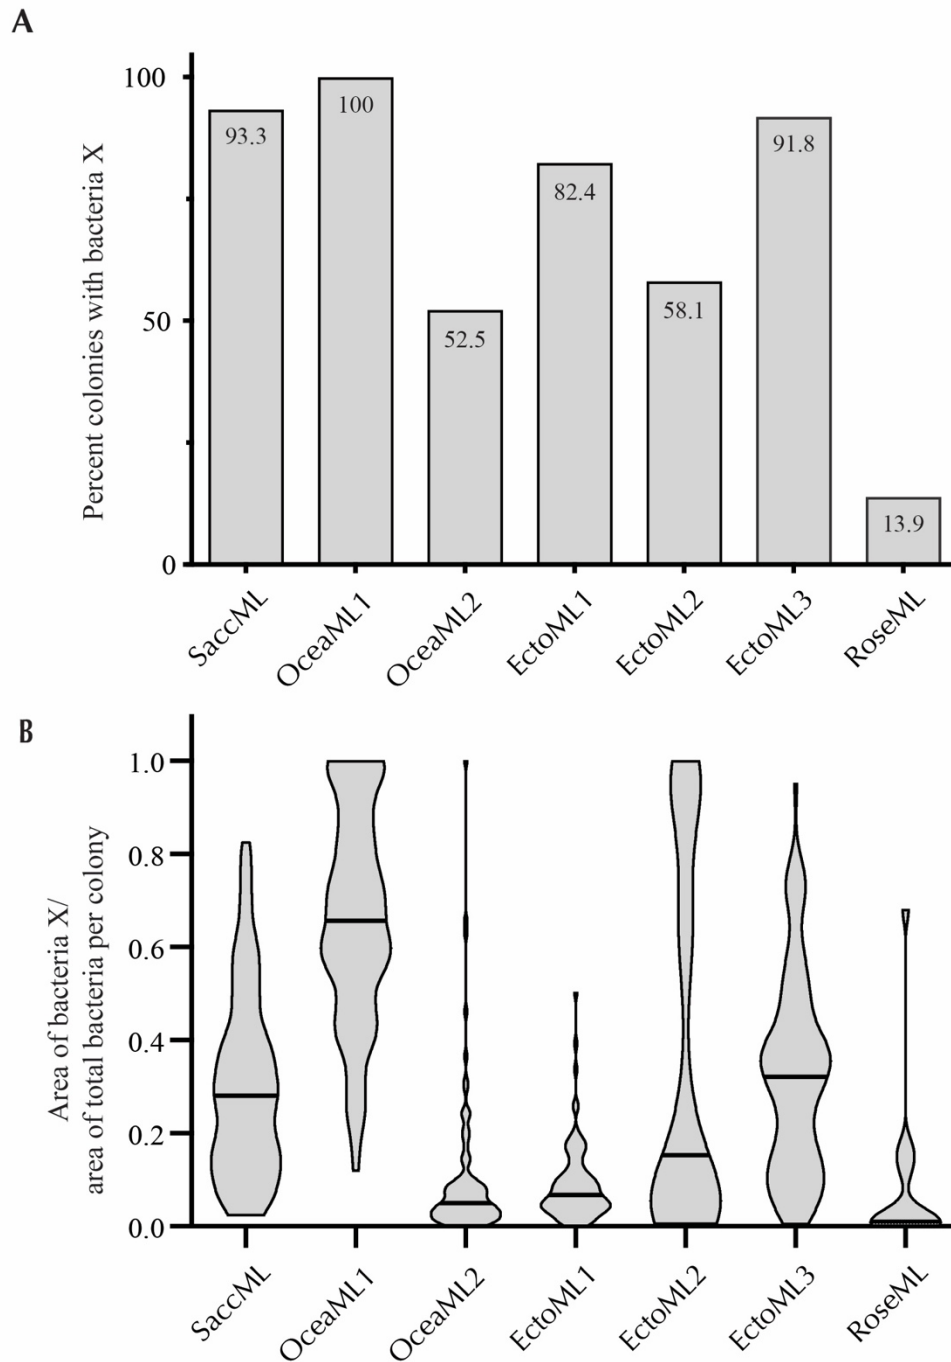 A
Percent colonies with bacteria X
100
50
0
93.3
100
52.5
82.4
58.1
91.8
13.9
SaccML
OceaML1
OceaML2
EctoML1
EctoML2
EctoML3
RoseML
B
Area of bacteria X/
area of total bacteria per colony
1.0
0.8
0.6
0.4
0.2
0.0
SaccML
OceaML1
OceaML2
EctoML1
EctoML2
EctoML3
RoseML